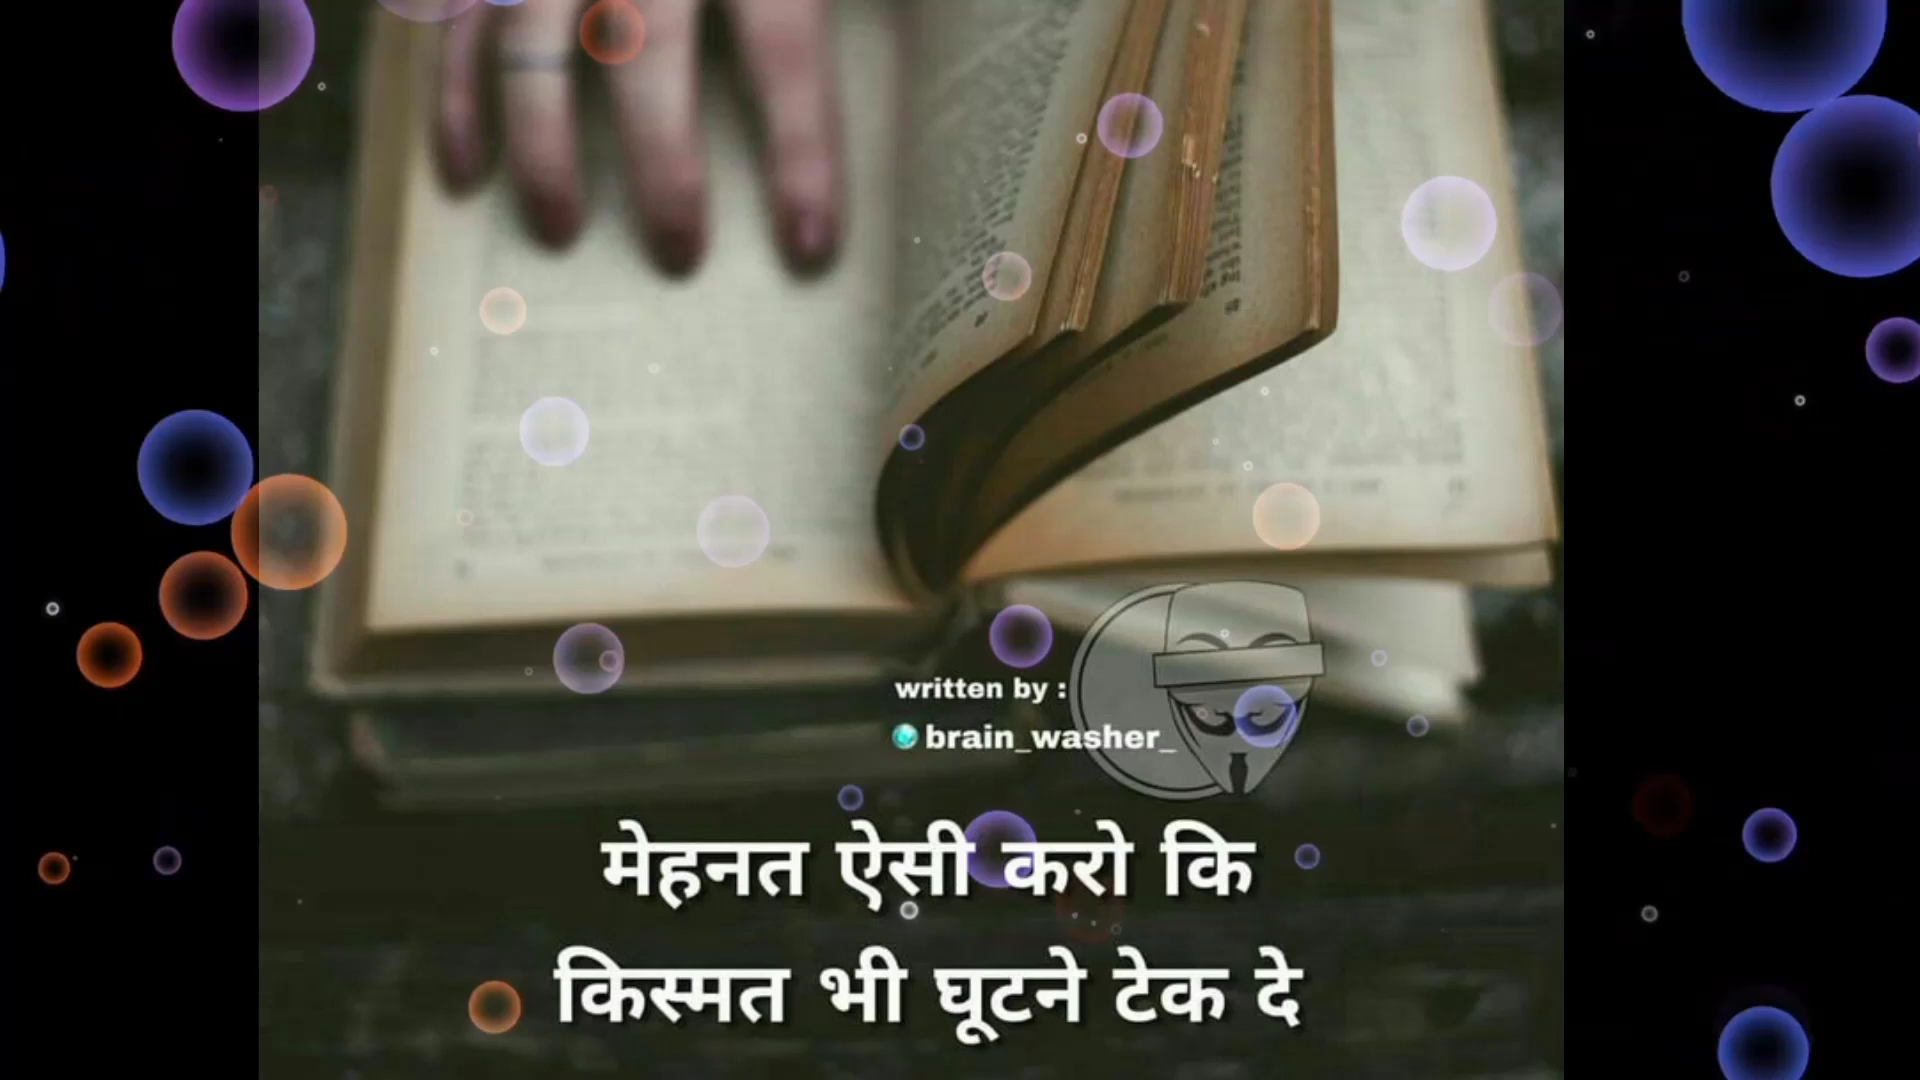 written by :
brain_washer_
मेहनत ऐसी करो कि
किस्मत भी घूटने टेक दे